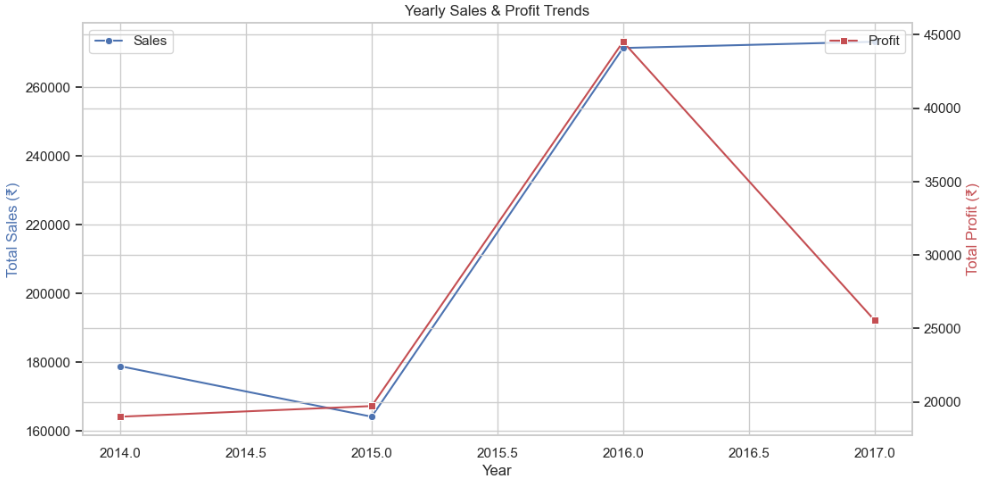 Yearly Sales & Profit Trends
Sales
Profit
Total Sales (₹)
260000
240000
220000
200000
180000
160000
45000
40000
35000
30000
25000
20000
Total Profit (₹)
2014.0 2014.5 2015.0 2015.5 2016.0 2016.5 2017.0
Year